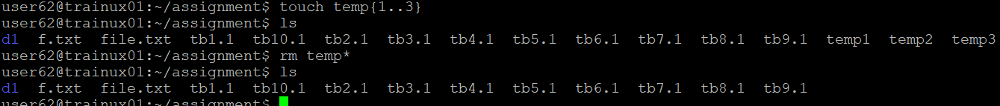 user62@trainux01:~/assignment$ touch temp{1..3}
user62@trainux01:~/assignment$ ls
d1  f.txt  file.txt  tb1.1  tb10.1  tb2.1  tb3.1  tb4.1  tb5.1  tb6.1  tb7.1  tb8.1  tb9.1  temp1  temp2  temp3
user62@trainux01:~/assignment$ rm temp*
user62@trainux01:~/assignment$ ls
d1  f.txt  file.txt  tb1.1  tb10.1  tb2.1  tb3.1  tb4.1  tb5.1  tb6.1  tb7.1  tb8.1  tb9.1
user62@trainux01:~/assignment$